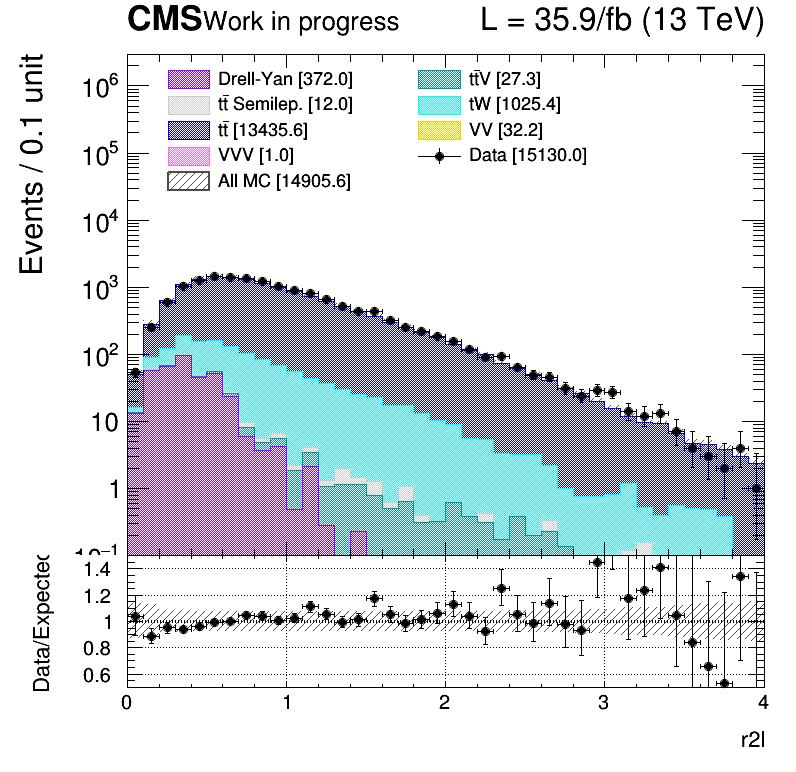 CMS Work in progress L = 35.9/fb (13 TeV)
Events / 0.1 unit
Drell-Yan [372.0] tt̄V [27.3]
tt̄ Semilep. [12.0] tW [1025.4]
tt̄ [13435.6] VV [32.2]
VVV [1.0] Data [15130.0]
All MC [14905.6]
10⁶
10⁵
10⁴
10³
10²
10
1
10⁻¹
Data/Expected
1.4
1.2
1
0.8
0.6
0 1 2 3 4
r2l